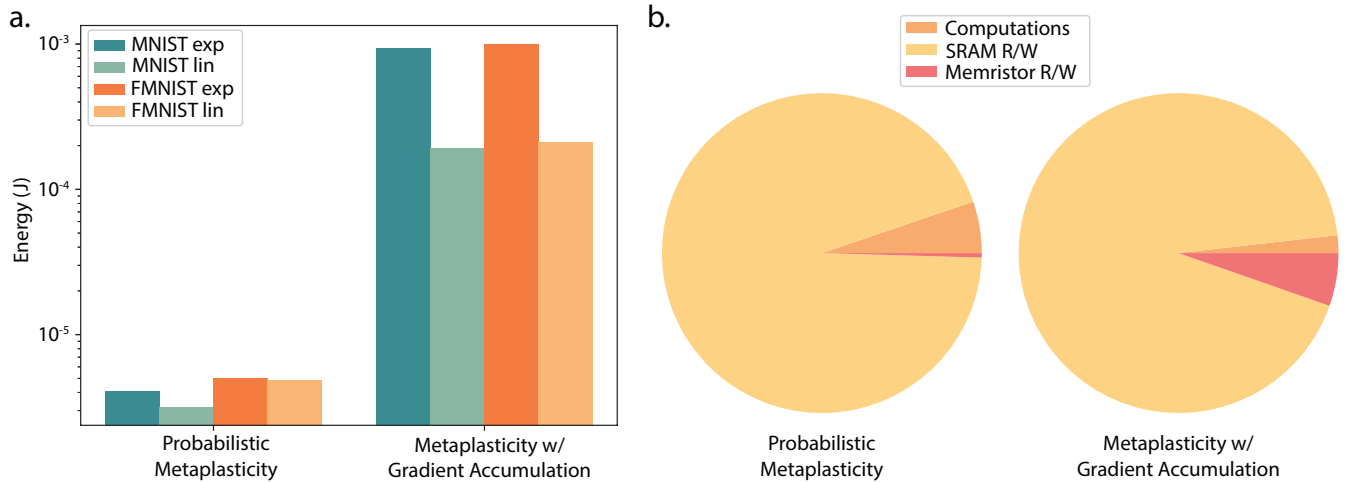 a.
MNIST exp
MNIST lin
FMNIST exp
FMNIST lin
Energy (J)
10⁻³
10⁻⁴
10⁻⁵
Probabilistic
Metaplasticity
Metaplasticity w/
Gradient Accumulation
b.
Computations
SRAM R/W
Memristor R/W
Probabilistic
Metaplasticity
Metaplasticity w/
Gradient Accumulation